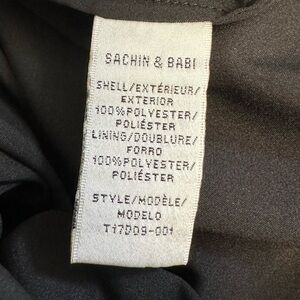 SACHIN & BABI
SHELL/EXTÉRIEUR/
EXTERIOR
100%POLYESTER/
POLIÉSTER
LINING/DOUBLURE/
FORRO
100%POLYESTER/
POLIÉSTER
STYLE/MODÈLE/
MODELO
T17D09-001